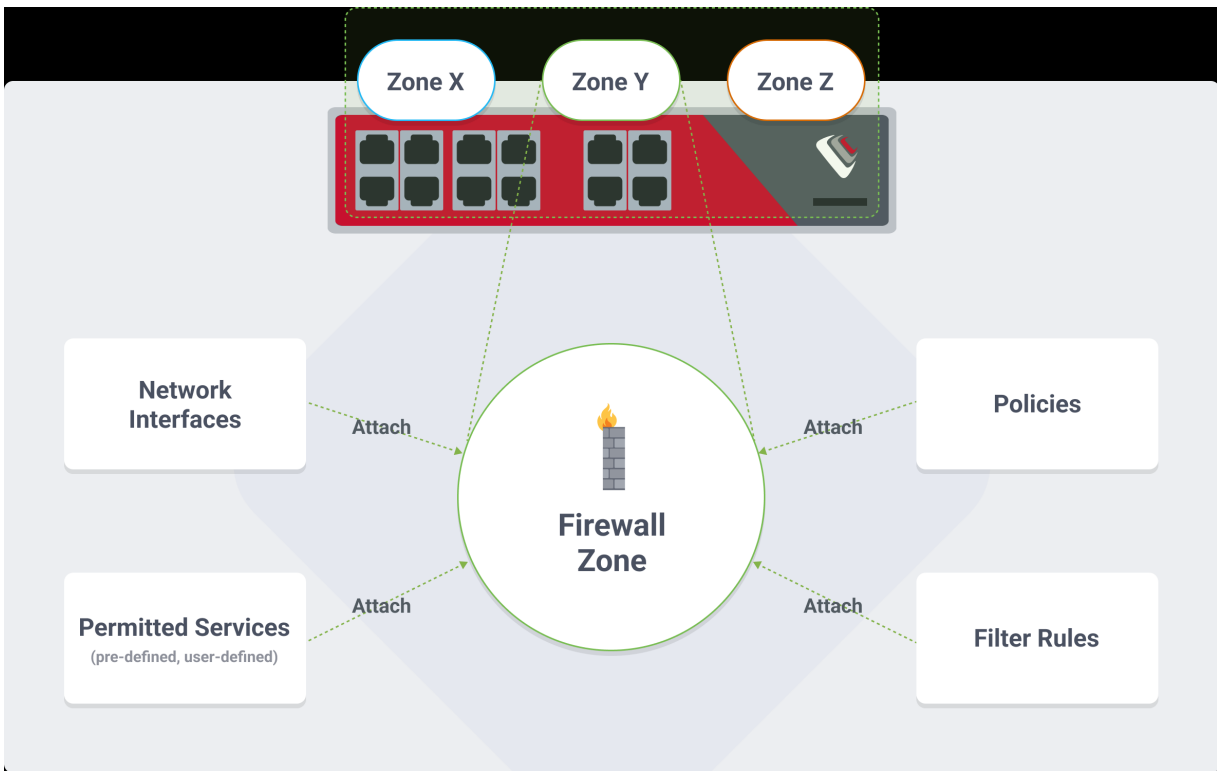 Zone X
Zone Y
Zone Z
Network
Interfaces
Attach
Attach
Policies
Firewall
Zone
Permitted Services
(pre-defined, user-defined)
Attach
Attach
Filter Rules